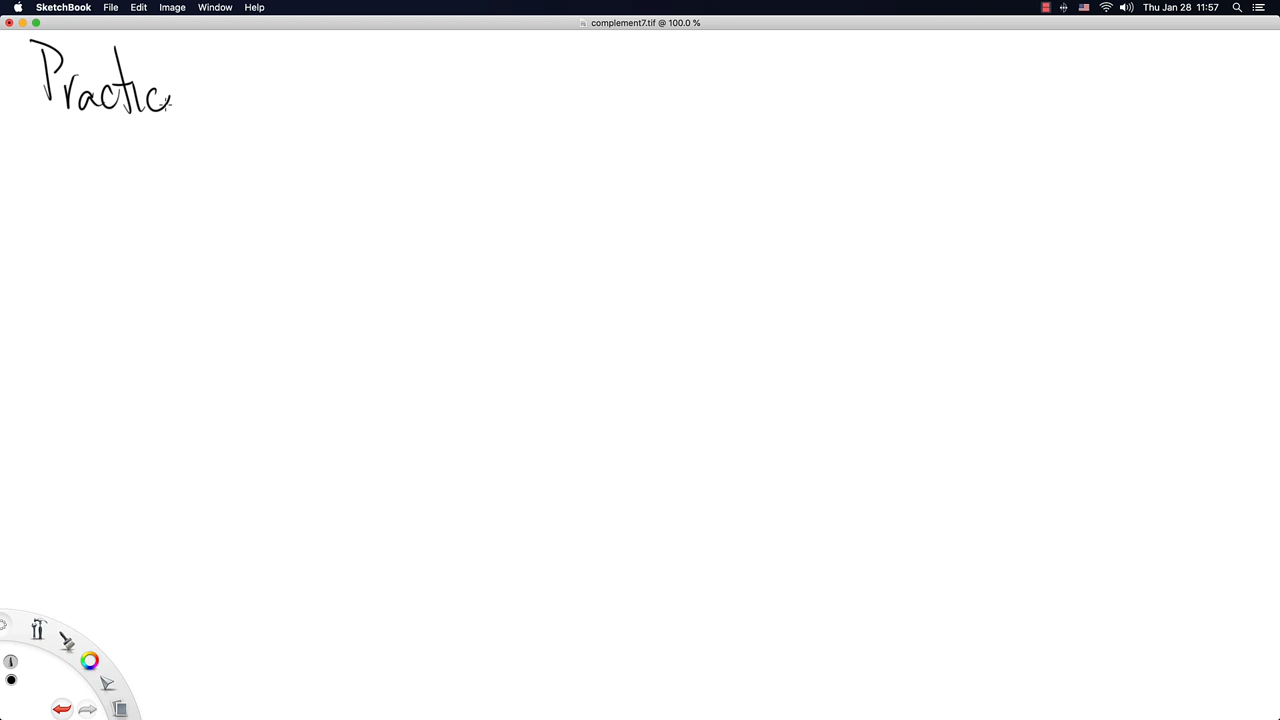 SketchBook File Edit Image Window Help Thu Jan 28 11:57
complement7.tif @ 100.0 %
Practic